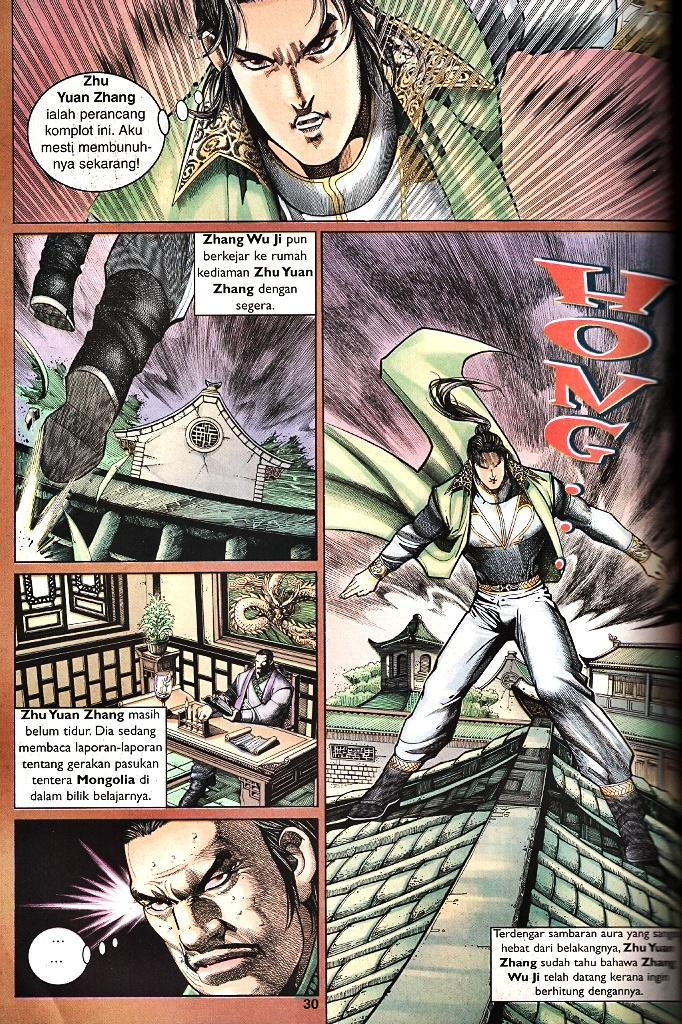 Zhu
Yuan Zhang
ialah perancang
komplot ini. Aku
mesti membunuh-
nya sekarang!
Zhang Wu Ji pun
berkejar ke rumah
kediaman Zhu Yuan
Zhang dengan
segera.
HONG..
Zhu Yuan Zhang masih
belum tidur. Dia sedang
membaca laporan-laporan
tentang gerakan pasukan
tentera Mongolia di
dalam bilik belajarnya.
...
...
Terdengar sambaran aura yang sangat
hebat dari belakangnya, Zhu Yuan
Zhang sudah tahu bahawa Zhang
Wu Ji telah datang kerana ingin
berhitung dengannya.
30